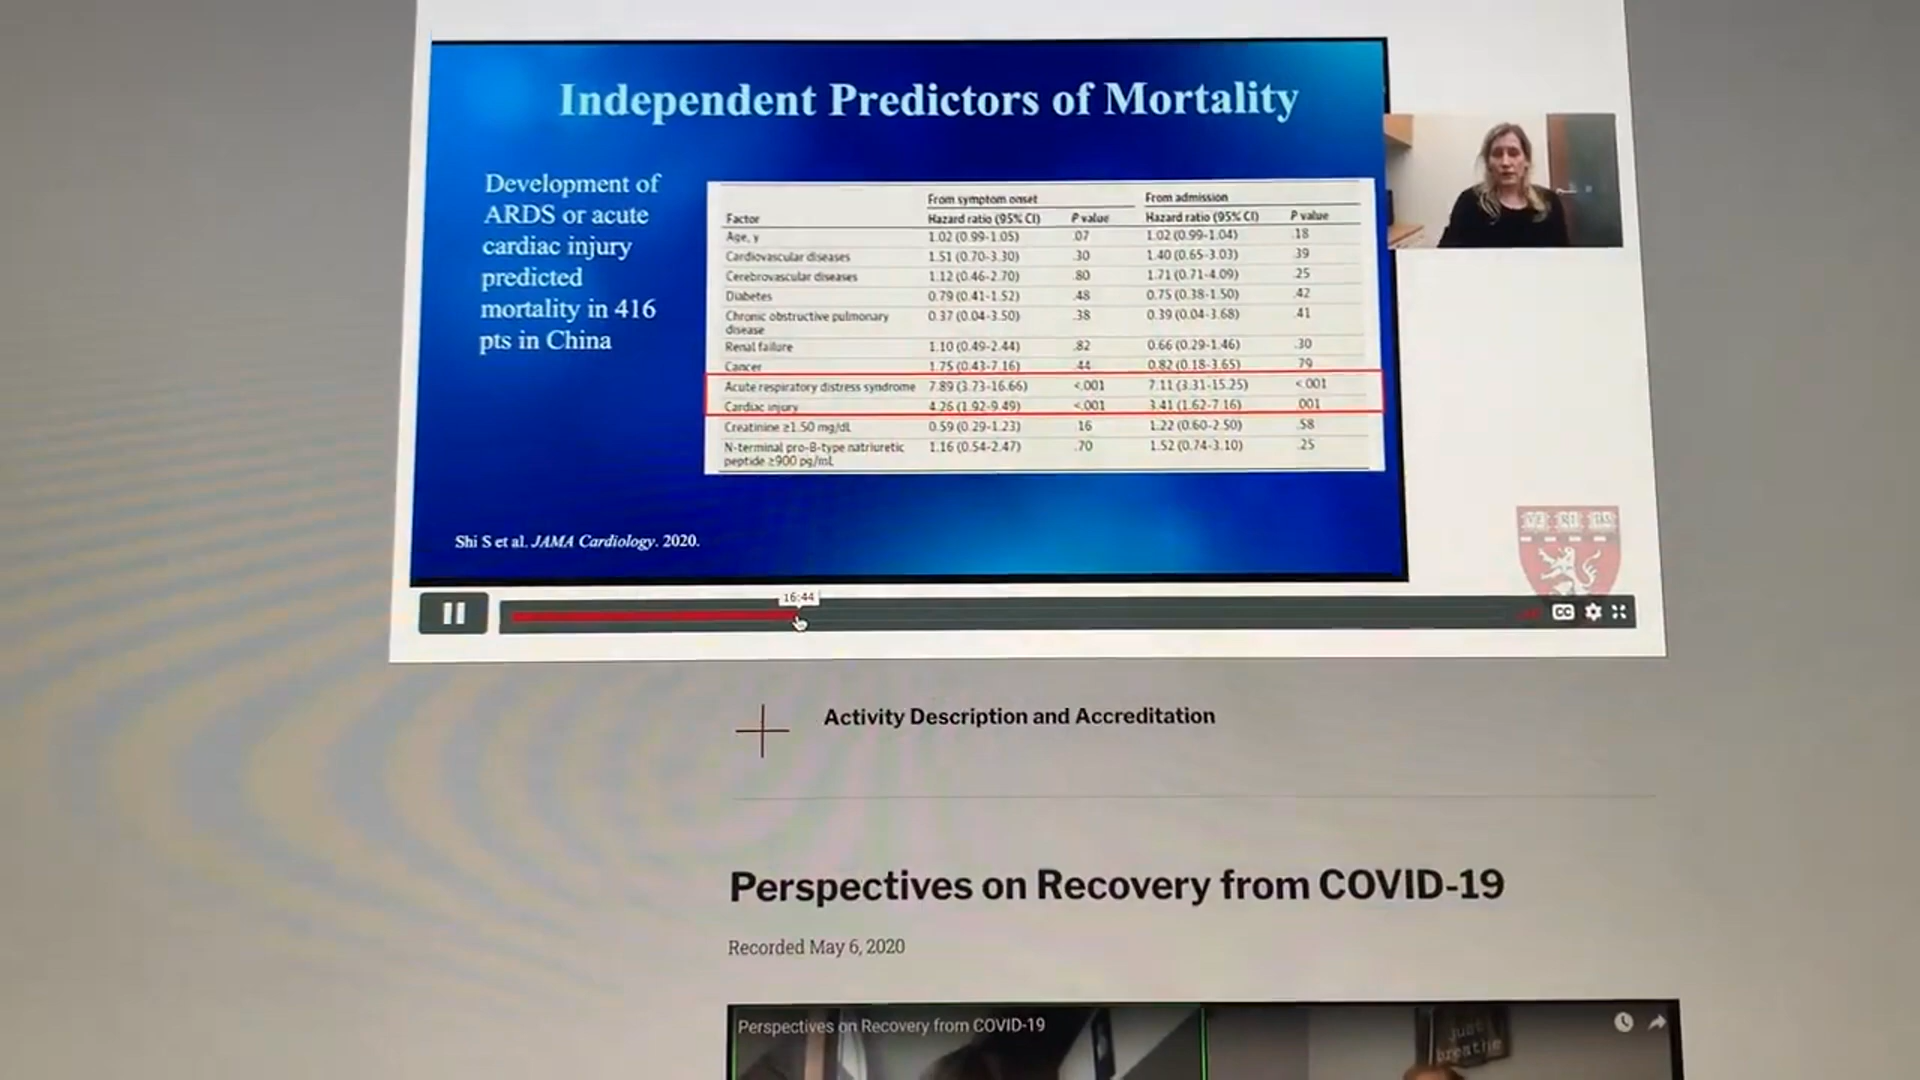 Independent Predictors of Mortality
Development of
ARDS or acute
cardiac injury
predicted
mortality in 416
pts in China
From symptom onset From admission
Factor Hazard ratio (95% CI) P value Hazard ratio (95% CI) P value
Age, y 1.02 (0.99-1.05) .07 1.02 (0.99-1.04) .18
Cardiovascular diseases 1.51 (0.70-3.30) .30 1.40 (0.65-3.03) .39
Cerebrovascular diseases 1.12 (0.46-2.70) .80 1.71 (0.71-4.09) .25
Diabetes 0.79 (0.41-1.52) .48 0.75 (0.38-1.50) .42
Chronic obstructive pulmonary
disease 0.37 (0.04-3.50) .38 0.39 (0.04-3.68) .41
Renal failure 1.10 (0.49-2.44) .82 0.66 (0.29-1.46) .30
Cancer 1.75 (0.43-7.16) .44 0.82 (0.18-3.65) .79
Acute respiratory distress syndrome 7.89 (3.73-16.66) <.001 7.11 (3.31-15.25) <.001
Cardiac injury 4.26 (1.92-9.49) <.001 3.41 (1.62-7.16) .001
Creatinine ≥1.50 mg/dL 0.59 (0.29-1.23) .16 1.22 (0.60-2.50) .58
N-terminal pro-B-type natriuretic
peptide ≥900 pg/mL 1.16 (0.54-2.47) .70 1.52 (0.74-3.10) .25
Shi S et al. JAMA Cardiology. 2020.
VE RI TAS
16:44
CC
Activity Description and Accreditation
Perspectives on Recovery from COVID-19
Recorded May 6, 2020
Perspectives on Recovery from COVID-19
just
breathe